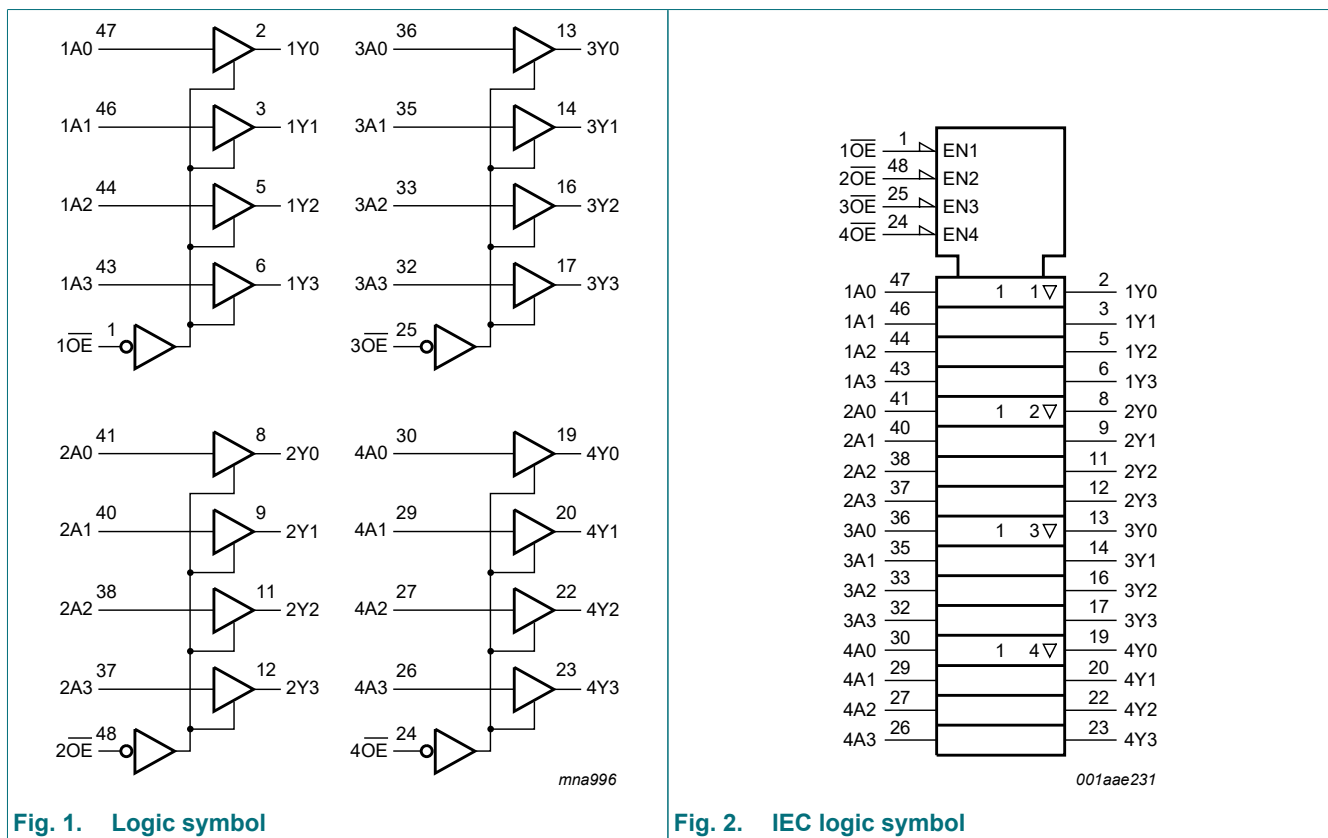 47 2
1A0 1Y0
46 3
1A1 1Y1
44 5
1A2 1Y2
43 6
1A3 1Y3
1
1O̅E̅
36 13
3A0 3Y0
35 14
3A1 3Y1
33 16
3A2 3Y2
32 17
3A3 3Y3
25
3O̅E̅
41 8
2A0 2Y0
40 9
2A1 2Y1
38 11
2A2 2Y2
37 12
2A3 2Y3
48
2O̅E̅
30 19
4A0 4Y0
29 20
4A1 4Y1
27 22
4A2 4Y2
26 23
4A3 4Y3
24
4O̅E̅
mna996
Fig. 1. Logic symbol
1O̅E̅ 1 EN1
2O̅E̅ 48 EN2
3O̅E̅ 25 EN3
4O̅E̅ 24 EN4
1A0 47 1 1▽ 2 1Y0
1A1 46 3 1Y1
1A2 44 5 1Y2
1A3 43 6 1Y3
2A0 41 1 2▽ 8 2Y0
2A1 40 9 2Y1
2A2 38 11 2Y2
2A3 37 12 2Y3
3A0 36 1 3▽ 13 3Y0
3A1 35 14 3Y1
3A2 33 16 3Y2
3A3 32 17 3Y3
4A0 30 1 4▽ 19 4Y0
4A1 29 20 4Y1
4A2 27 22 4Y2
4A3 26 23 4Y3
001aae231
Fig. 2. IEC logic symbol